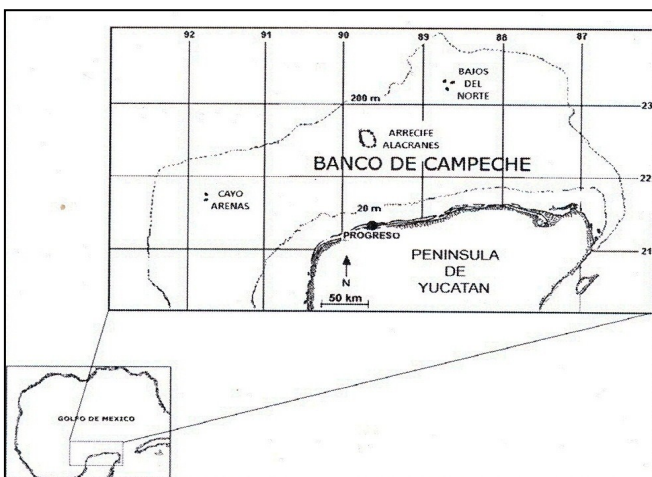 92 91 90 89 88 87
BAJOS
DEL
NORTE
200 m
23
ARRECIFE
ALACRANES
BANCO DE CAMPECHE
22
CAYO
ARENAS
20 m
PROGRESO
21
PENINSULA
DE
YUCATAN
N
50 km
GOLFO DE MEXICO